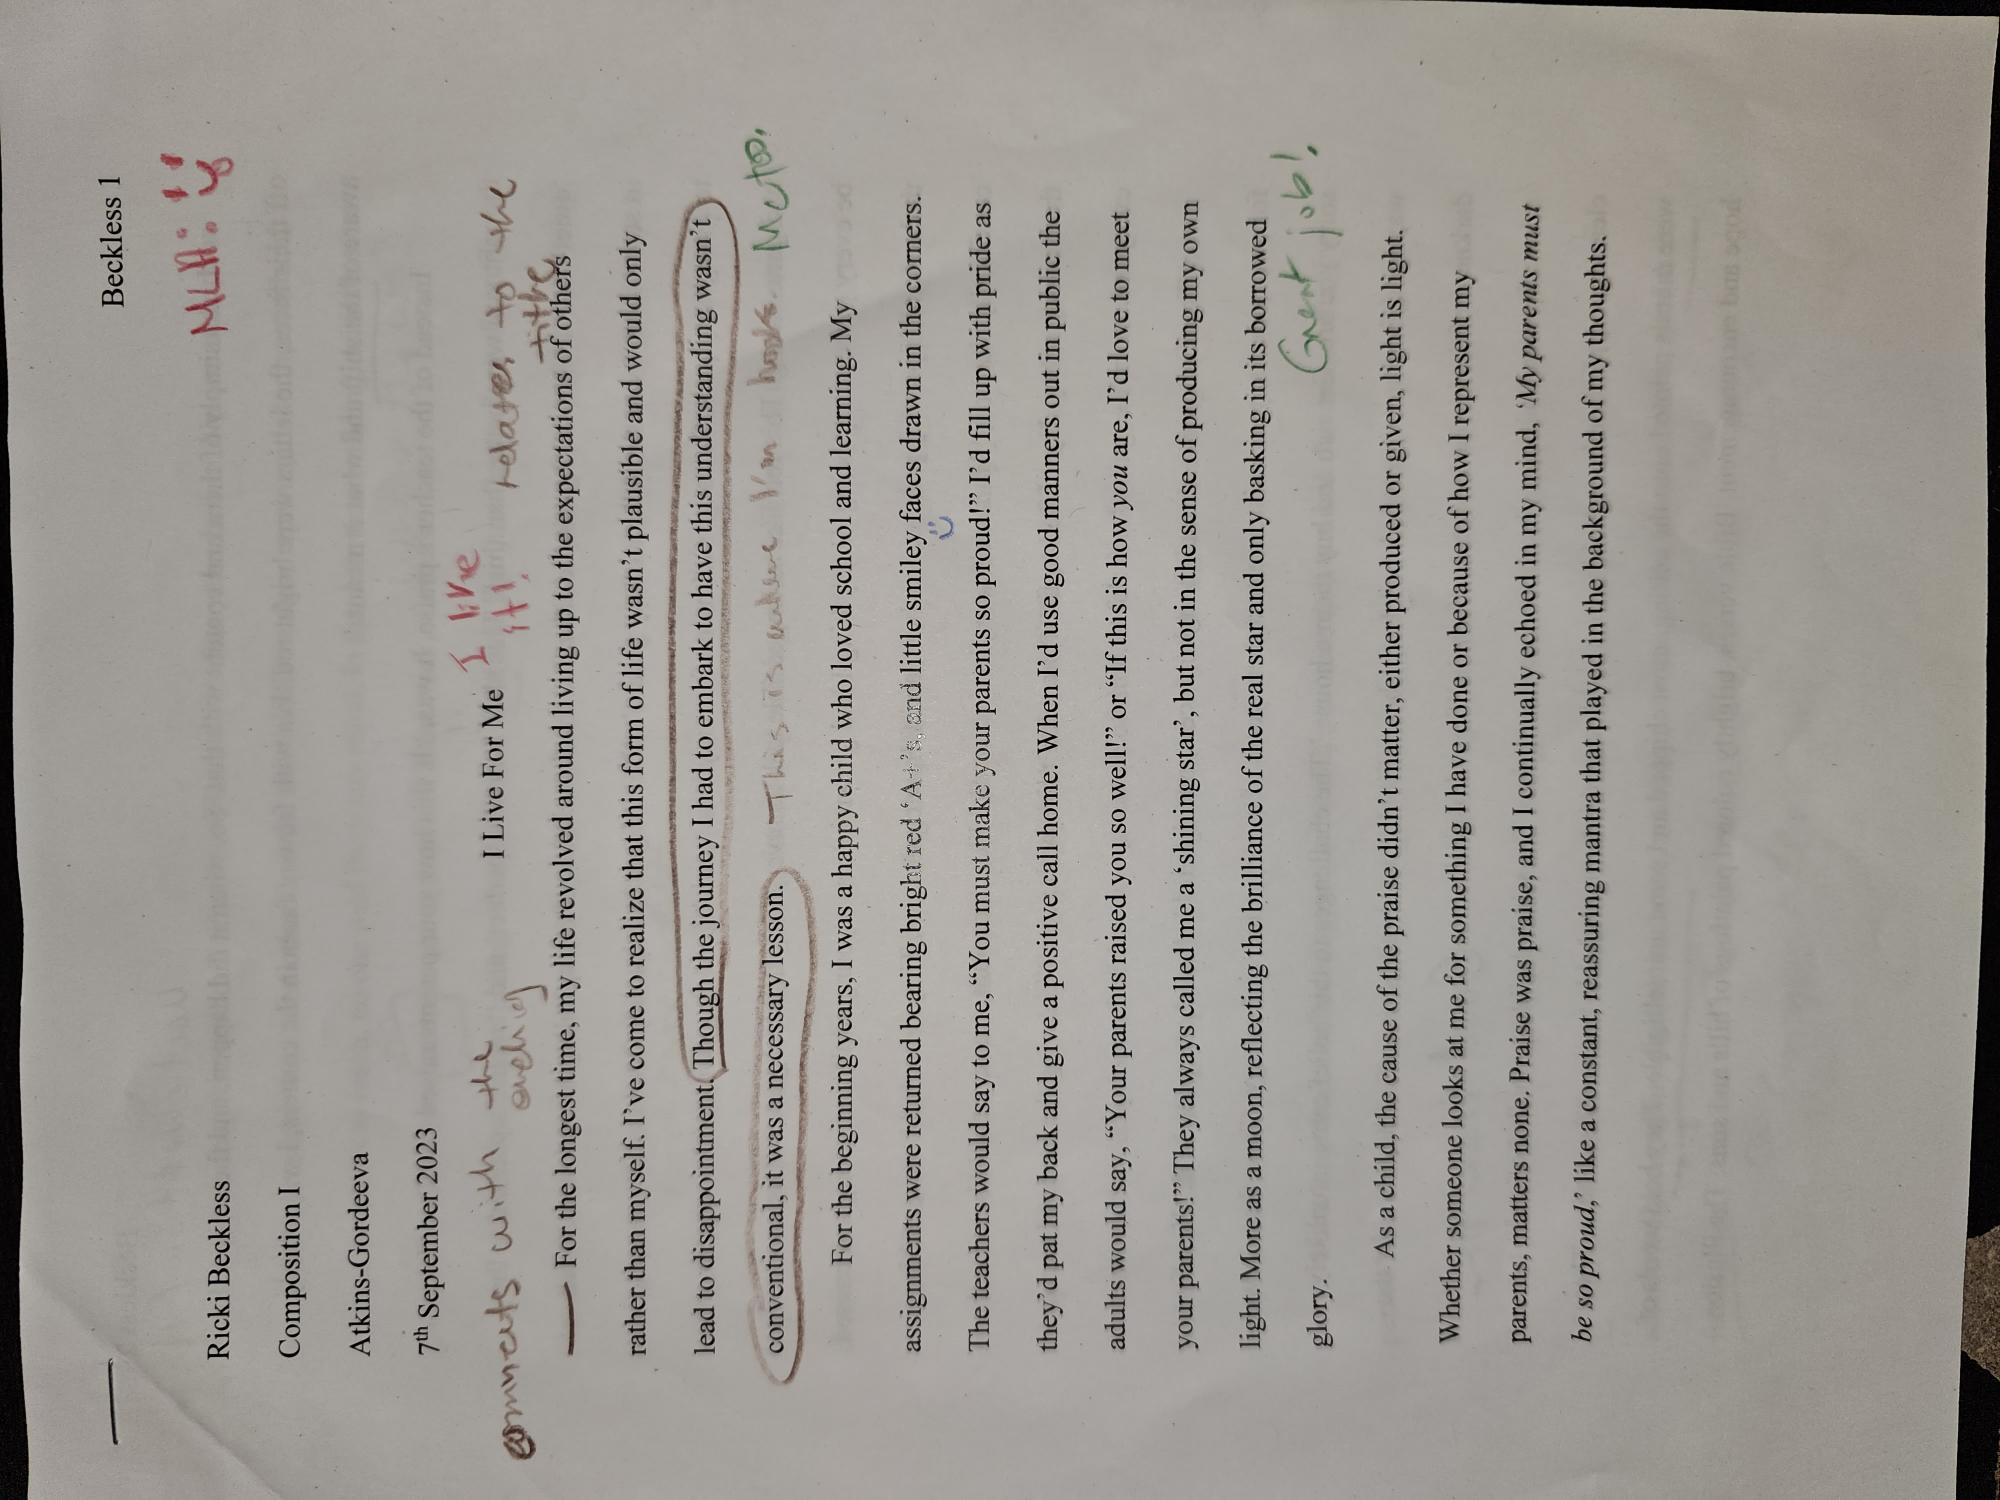 Beckless 1
MLA:
Ricki Beckless
Composition I
Atkins-Gordeeva
7th September 2023
I Live For Me
I like
it!
connects with the
relates to the
title
For the longest time, my life revolved around living up to the expectations of others
rather than myself. I've come to realize that this form of life wasn't plausible and would only
lead to disappointment. Though the journey I had to embark to have this understanding wasn't
conventional, it was a necessary lesson.
This is where I'm hook. Me too.
For the beginning years, I was a happy child who loved school and learning. My
assignments were returned bearing bright red ‘A+’s, and little smiley faces drawn in the corners.
The teachers would say to me, “You must make your parents so proud!” I’d fill up with pride as
they’d pat my back and give a positive call home. When I’d use good manners out in public the
adults would say, “Your parents raised you so well!” or “If this is how you are, I’d love to meet
your parents!” They always called me a ‘shining star’, but not in the sense of producing my own
light. More as a moon, reflecting the brilliance of the real star and only basking in its borrowed
glory.
Great job!
As a child, the cause of the praise didn’t matter, either produced or given, light is light.
Whether someone looks at me for something I have done or because of how I represent my
parents, matters none. Praise was praise, and I continually echoed in my mind, ‘My parents must
be so proud,’ like a constant, reassuring mantra that played in the background of my thoughts.